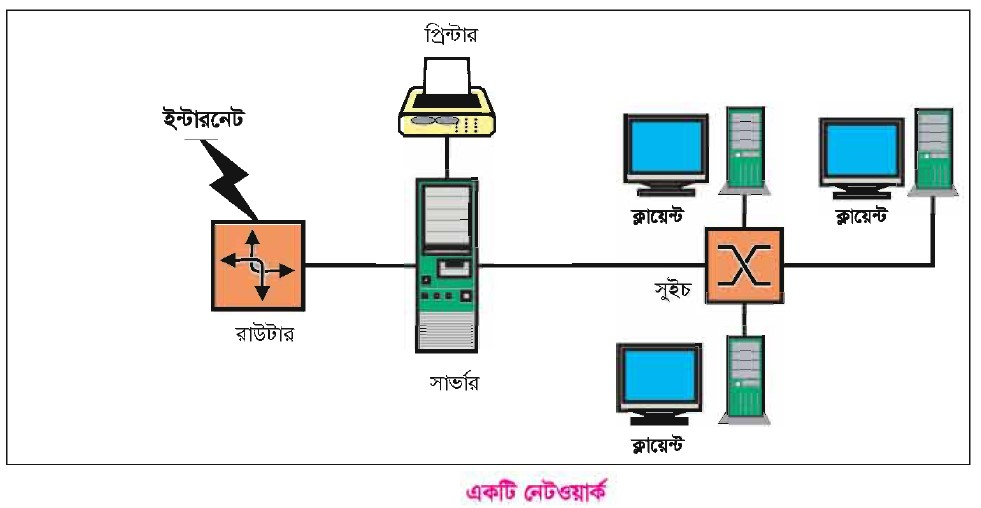 প্রিন্টার
ইন্টারনেট
ক্লায়েন্ট
ক্লায়েন্ট
সুইচ
রাউটার
সার্ভার
ক্লায়েন্ট
একটি নেটওয়ার্ক